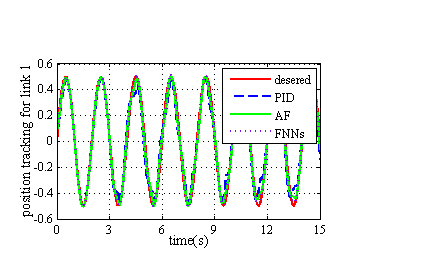 position tracking for link 1
0.6
0.4
0.2
0
-0.2
-0.4
-0.6
desered
PID
AF
FNNs
0 3 6 9 12 15
time(s)